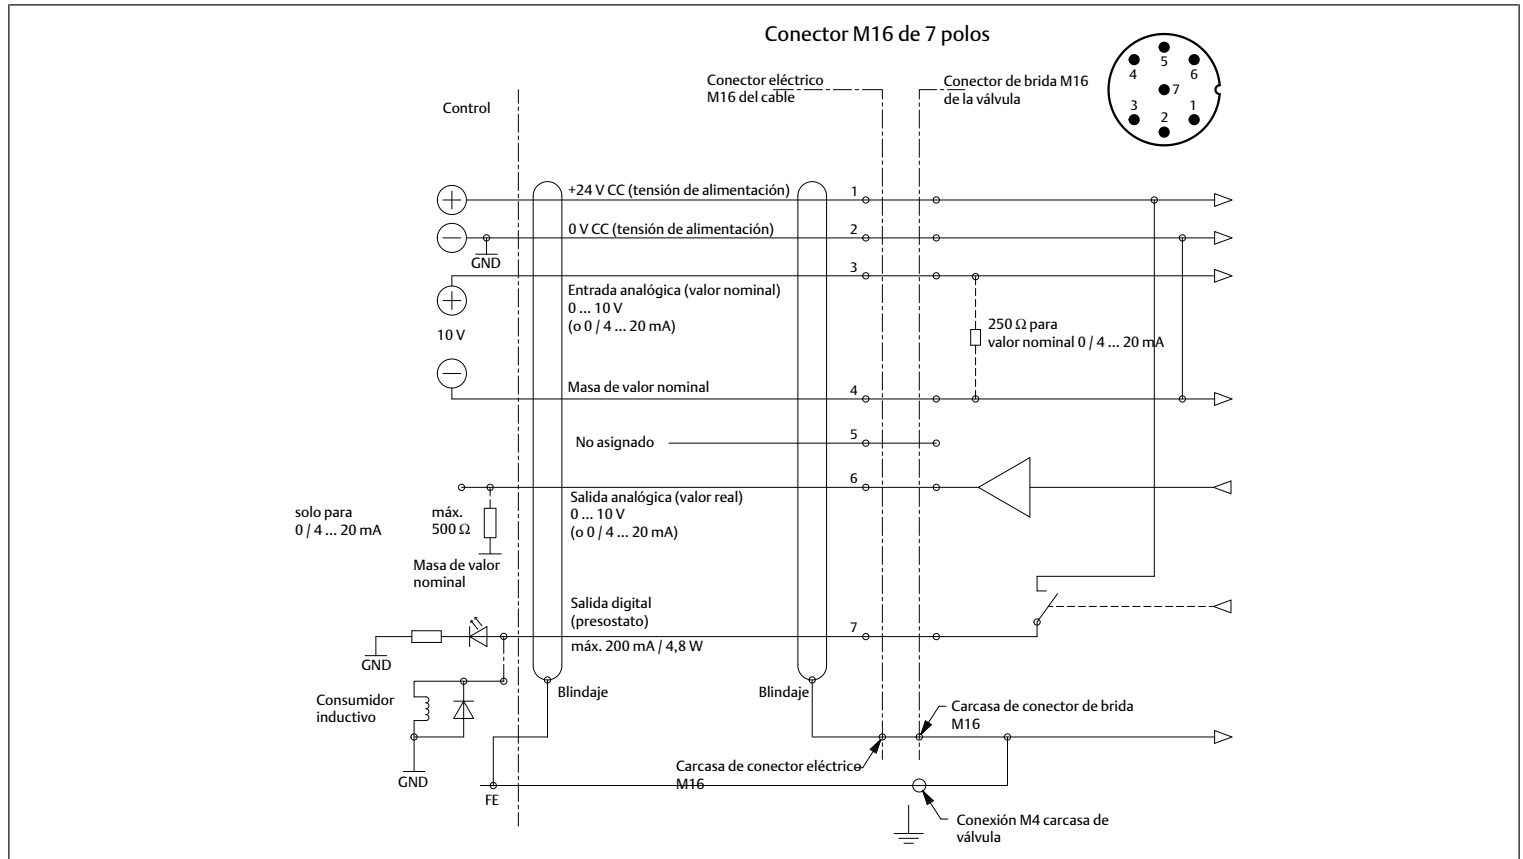 Conector M16 de 7 polos
5
4
6
7
3
1
2
Conector eléctrico
M16 del cable
Conector de brida M16
de la válvula
Control
+24 V CC (tensión de alimentación)
1
0 V CC (tensión de alimentación)
2
GND
3
Entrada analógica (valor nominal)
0 ... 10 V
(o 0 / 4 ... 20 mA)
10 V
250 Ω para
valor nominal 0 / 4 ... 20 mA
Masa de valor nominal
4
No asignado
5
6
Salida analógica (valor real)
0 ... 10 V
(o 0 / 4 ... 20 mA)
solo para
0 / 4 ... 20 mA
máx.
500 Ω
Masa de valor
nominal
Salida digital
(presostato)
7
máx. 200 mA / 4,8 W
GND
Consumidor
inductivo
Blindaje
Blindaje
Carcasa de conector de brida
M16
Carcasa de conector eléctrico
M16
GND
FE
Conexión M4 carcasa de
válvula